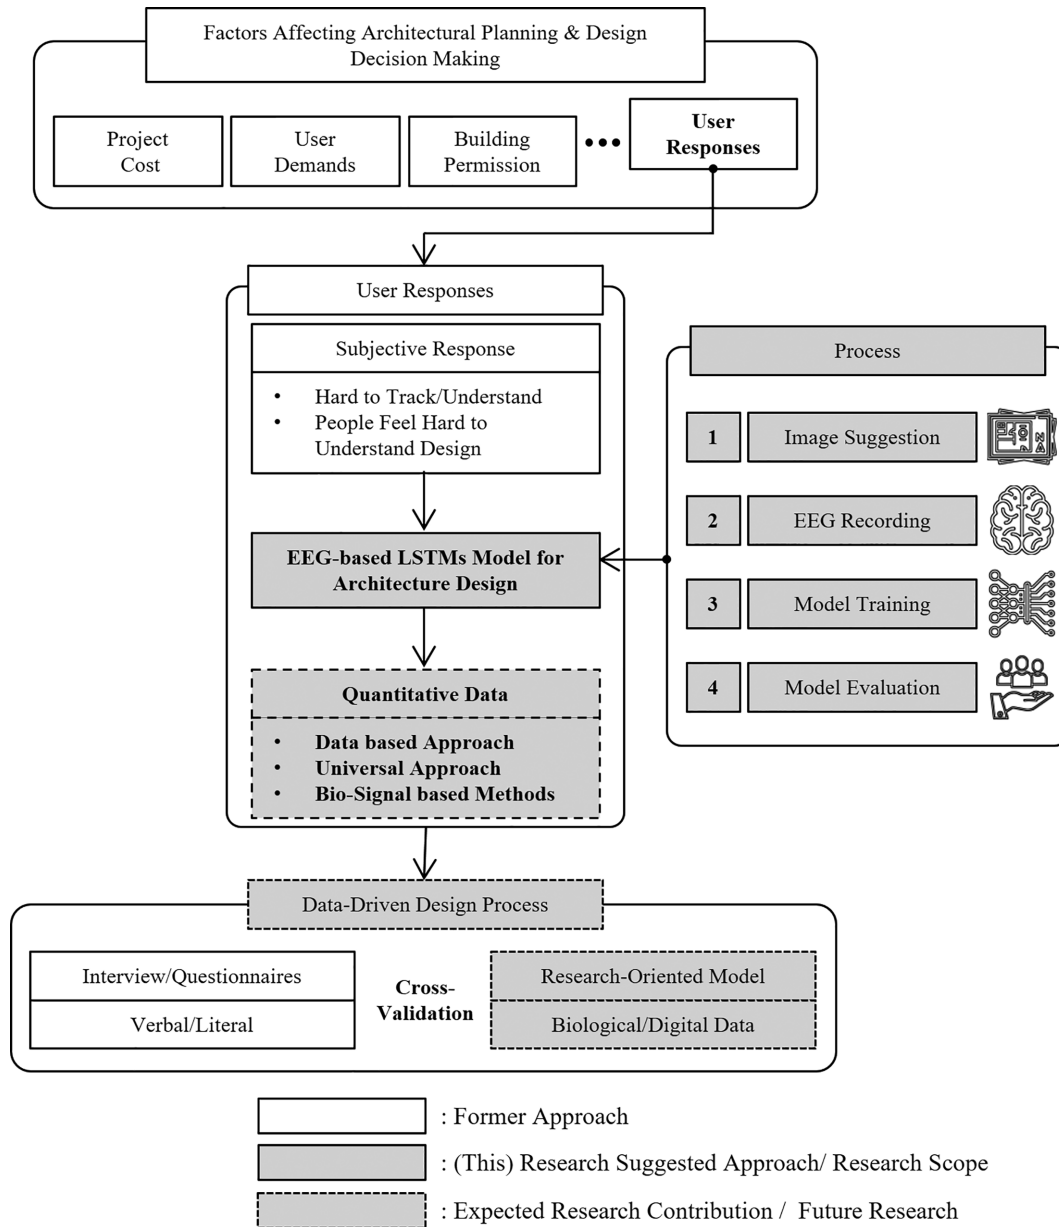 Factors Affecting Architectural Planning & Design
Decision Making
Project
Cost
User
Demands
Building
Permission
•••
User
Responses
User Responses
Subjective Response
• Hard to Track/Understand
• People Feel Hard to
Understand Design
EEG-based LSTMs Model for
Architecture Design
Quantitative Data
• Data based Approach
• Universal Approach
• Bio-Signal based Methods
Process
1 Image Suggestion
2 EEG Recording
3 Model Training
4 Model Evaluation
Data-Driven Design Process
Interview/Questionnaires
Verbal/Literal
Cross-
Validation
Research-Oriented Model
Biological/Digital Data
: Former Approach
: (This) Research Suggested Approach/ Research Scope
: Expected Research Contribution / Future Research